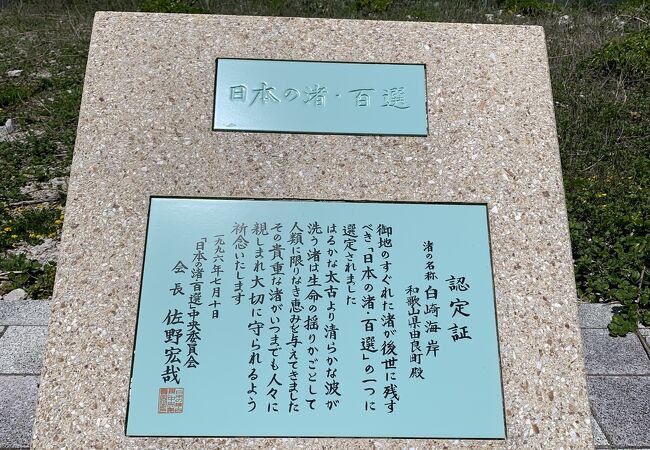 日本の渚・百選
認定証
渚の名称 白崎海岸
和歌山県由良町殿
御地のすぐれた渚が後世に残す
べき「日本の渚・百選」の一つに
選定されました
はるかな太古より清らかな波が
洗う渚は生命の揺りかごとして
人類に限りなき恵みを与えてきました
その貴重な渚がいつまでも人々に
親しまれ大切に守られるよう
祈念いたします
一九九六年七月十日
「日本の渚百選」中央委員会
会長 佐野宏哉